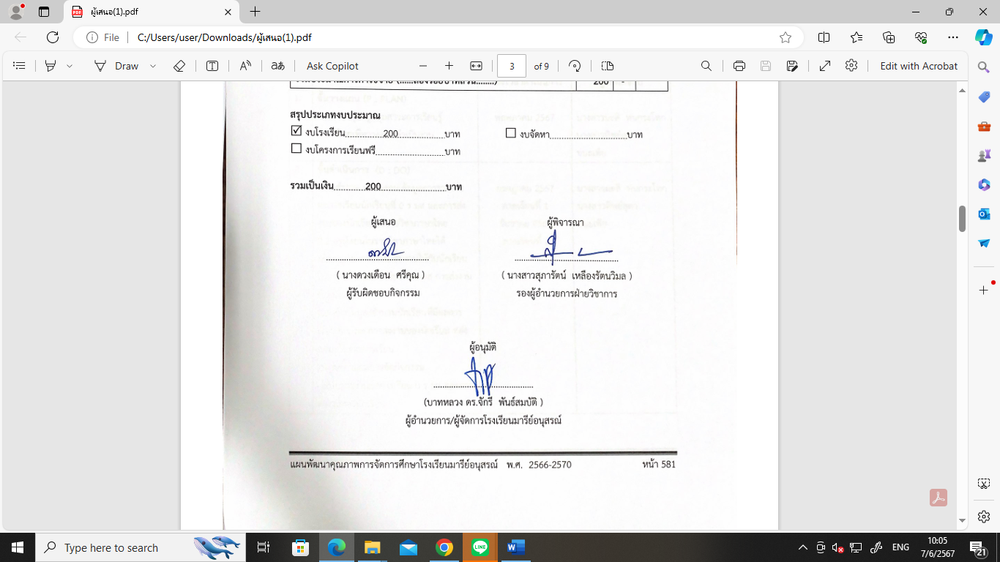 ผู้เสนอ(1).pdf
File C:/Users/user/Downloads/ผู้เสนอ(1).pdf
Draw Ask Copilot 3 of 9 Edit with Acrobat
200 -
สรุปประเภทงบประมาณ
งบโรงเรียน 200 บาท งบจัดหา บาท
งบโครงการเรียนฟรี บาท
รวมเป็นเงิน 200 บาท
ผู้เสนอ ผู้พิจารณา
( นางดวงเดือน ศรีคุณ ) ( นางสาวสุภารัตน์ เหลืองรัตนวิมล )
ผู้รับผิดชอบกิจกรรม รองผู้อำนวยการฝ่ายวิชาการ
ผู้อนุมัติ
(บาทหลวง ดร.จักรี พันธ์สมบัติ )
ผู้อำนวยการ/ผู้จัดการโรงเรียนมารีย์อนุสรณ์
แผนพัฒนาคุณภาพการจัดการศึกษาโรงเรียนมารีย์อนุสรณ์ พ.ศ. 2566-2570 หน้า 581
Type here to search LINE ENG 10:05
7/6/2567 21